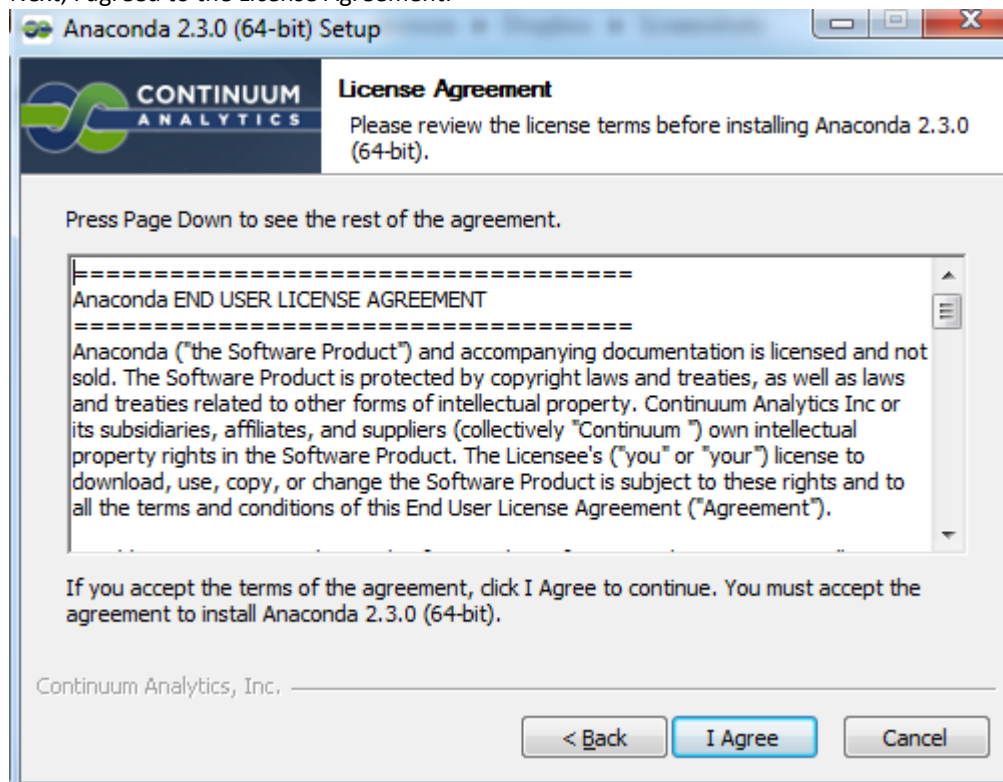 Next, I agreed to the License Agreement.
Anaconda 2.3.0 (64-bit) Setup
CONTINUUM
ANALYTICS
License Agreement
Please review the license terms before installing Anaconda 2.3.0
(64-bit).
Press Page Down to see the rest of the agreement.
===================================
Anaconda END USER LICENSE AGREEMENT
===================================
Anaconda ("the Software Product") and accompanying documentation is licensed and not
sold. The Software Product is protected by copyright laws and treaties, as well as laws
and treaties related to other forms of intellectual property. Continuum Analytics Inc or
its subsidiaries, affiliates, and suppliers (collectively "Continuum ") own intellectual
property rights in the Software Product. The Licensee's ("you" or "your") license to
download, use, copy, or change the Software Product is subject to these rights and to
all the terms and conditions of this End User License Agreement ("Agreement").
If you accept the terms of the agreement, click I Agree to continue. You must accept the
agreement to install Anaconda 2.3.0 (64-bit).
Continuum Analytics, Inc.
< Back
I Agree
Cancel